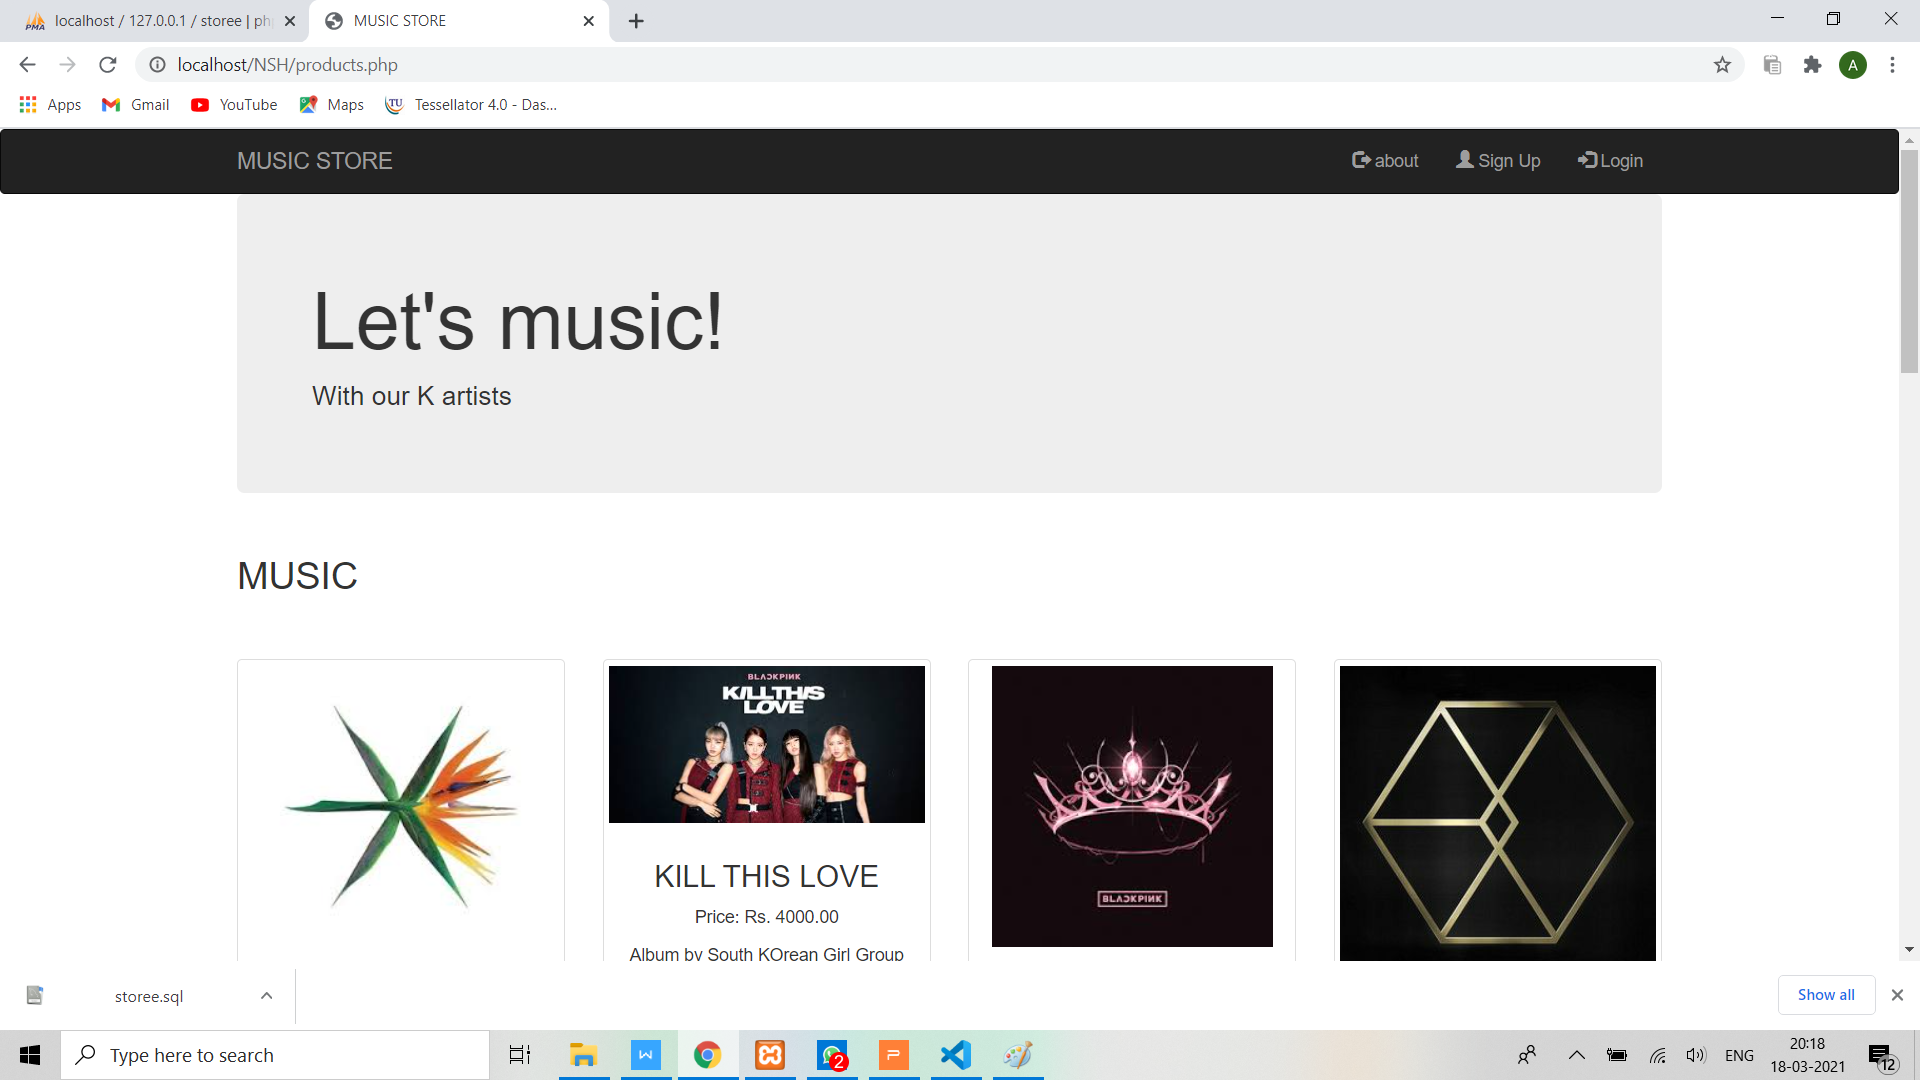 localhost / 127.0.0.1 / storee | ph
MUSIC STORE
localhost/NSH/products.php
A
Apps
Gmail
YouTube
Maps
Tessellator 4.0 - Das...
MUSIC STORE
about
Sign Up
Login
Let's music!
With our K artists
MUSIC
BLACKPINK
KILL THIS
LOVE
KILL THIS LOVE
Price: Rs. 4000.00
Album by South KOrean Girl Group
BLACKPINK
storee.sql
Show all
Type here to search
2
ENG
20:18
18-03-2021
12